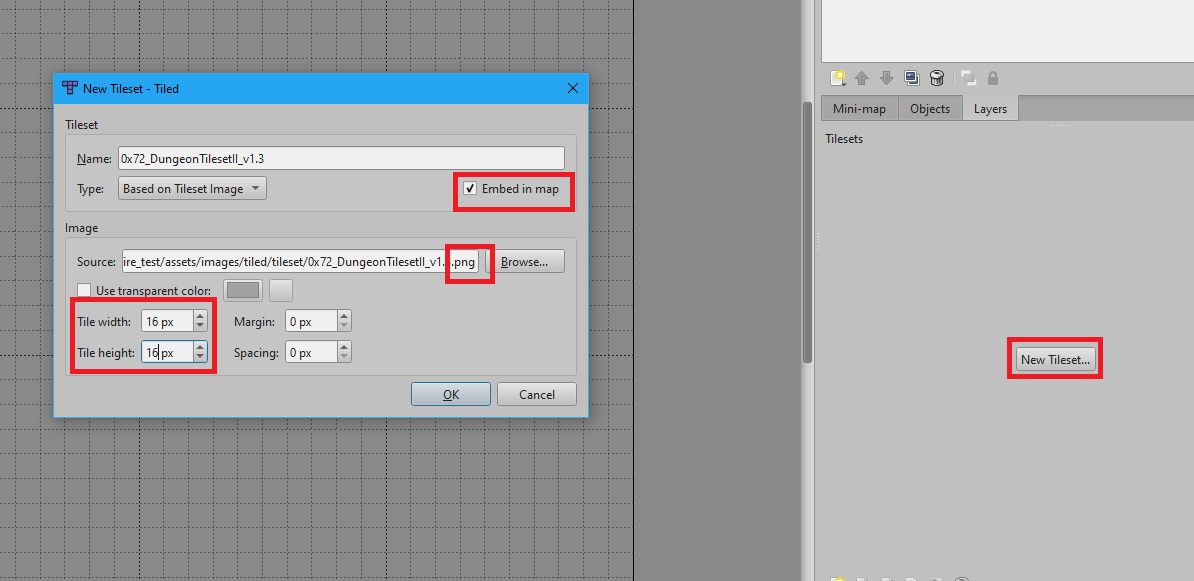 New Tileset - Tiled
Tileset
Name: 0x72_DungeonTilesetII_v1.3
Type: Based on Tileset Image
Embed in map
Image
Source: ire_test/assets/images/tiled/tileset/0x72_DungeonTilesetII_v1. .png Browse...
Use transparent color:
Tile width: 16 px Margin: 0 px
Tile height: 16 px Spacing: 0 px
OK Cancel
Mini-map Objects Layers
Tilesets
New Tileset...